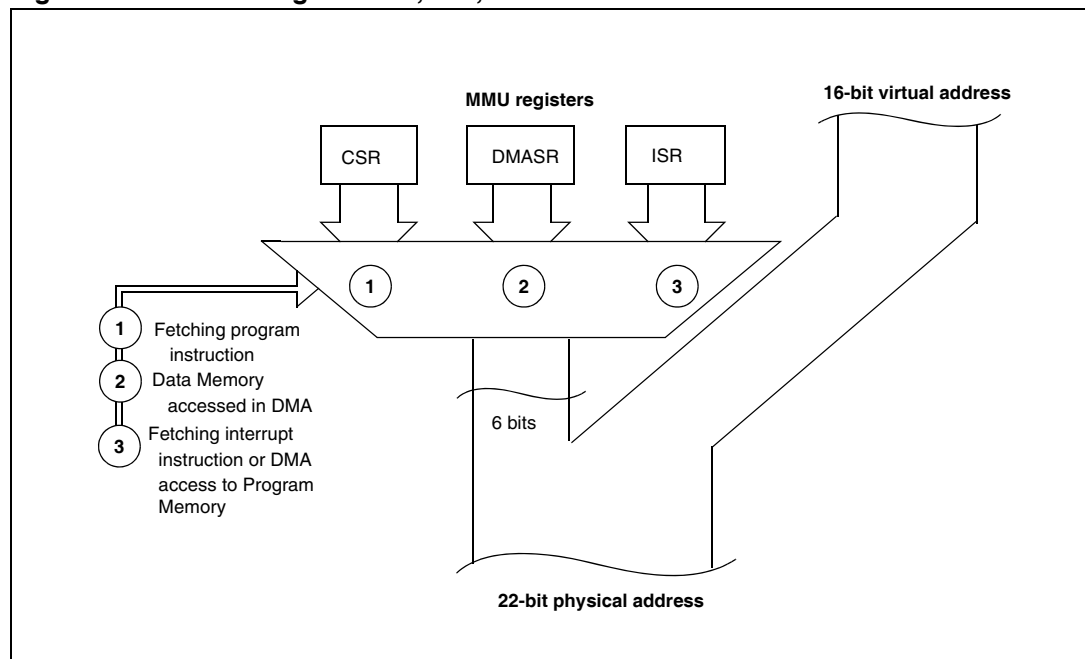 MMU registers
16-bit virtual address
CSR
DMASR
ISR
1
2
3
1
Fetching program
instruction
2
Data Memory
accessed in DMA
3
Fetching interrupt
instruction or DMA
access to Program
Memory
6 bits
22-bit physical address